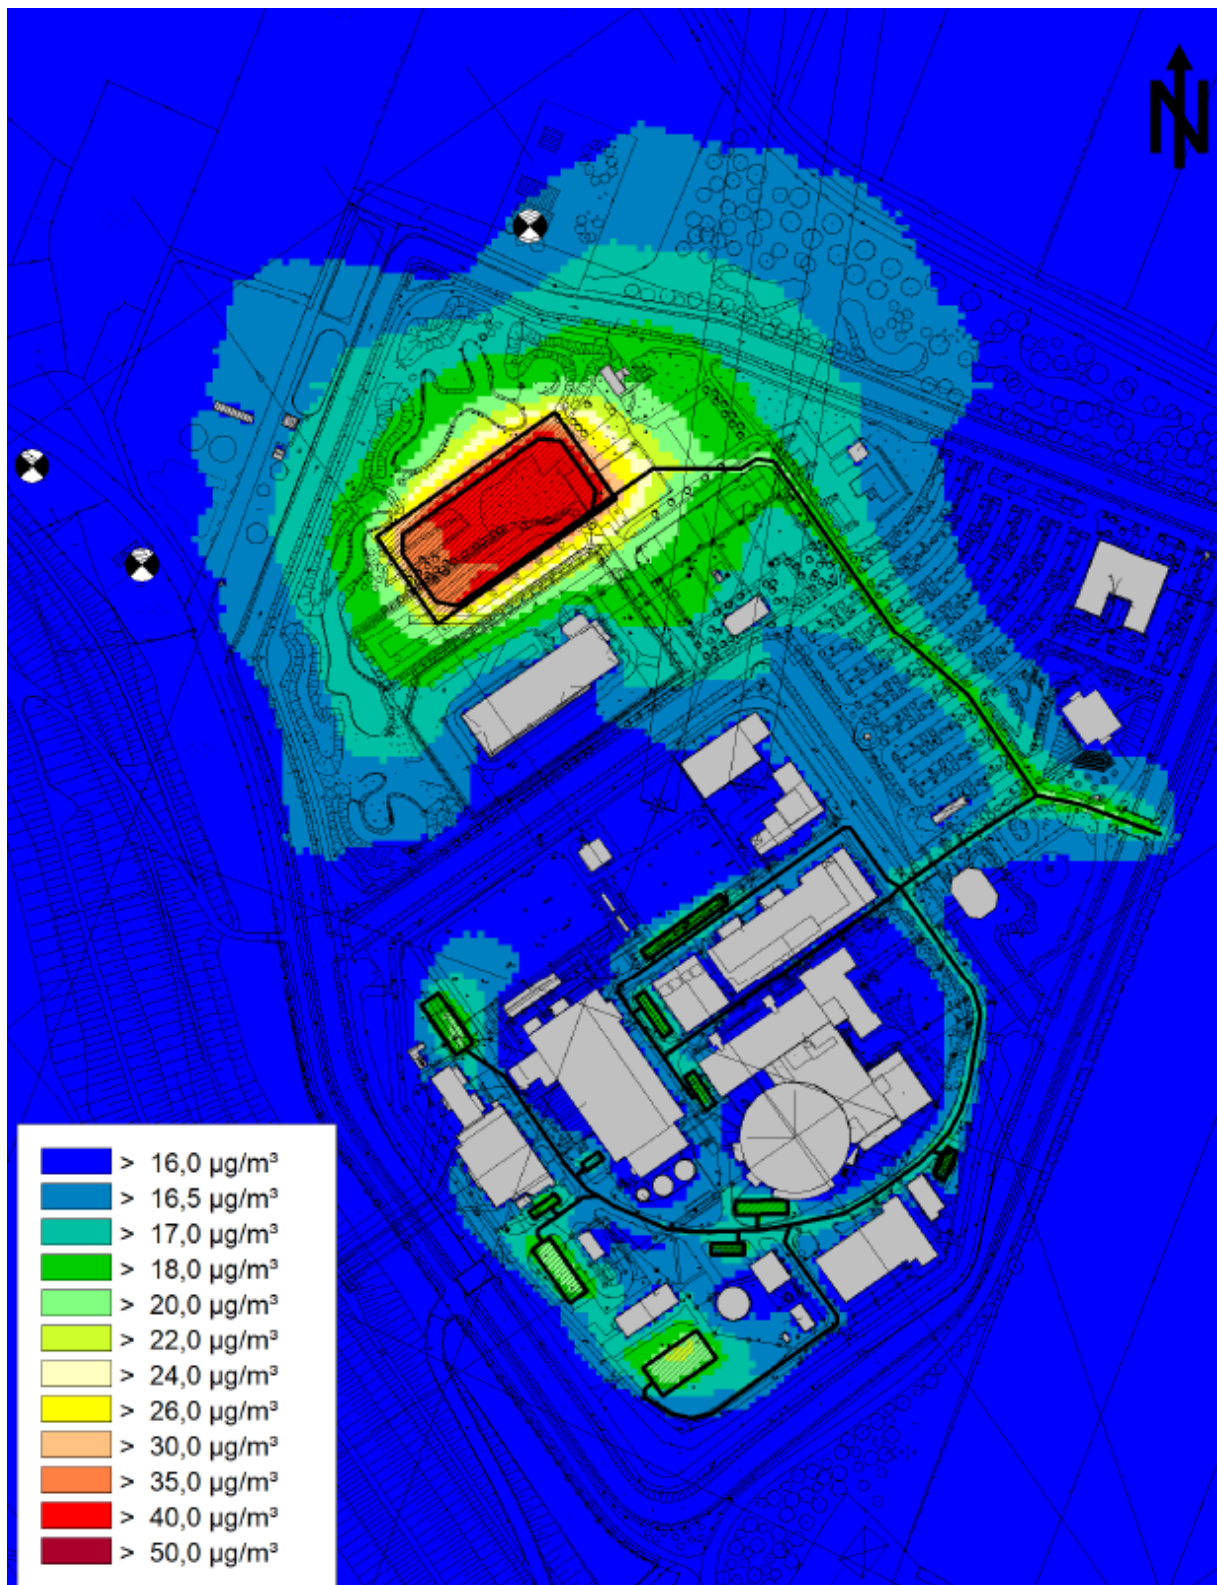 N
> 16,0 µg/m³
> 16,5 µg/m³
> 17,0 µg/m³
> 18,0 µg/m³
> 20,0 µg/m³
> 22,0 µg/m³
> 24,0 µg/m³
> 26,0 µg/m³
> 30,0 µg/m³
> 35,0 µg/m³
> 40,0 µg/m³
> 50,0 µg/m³